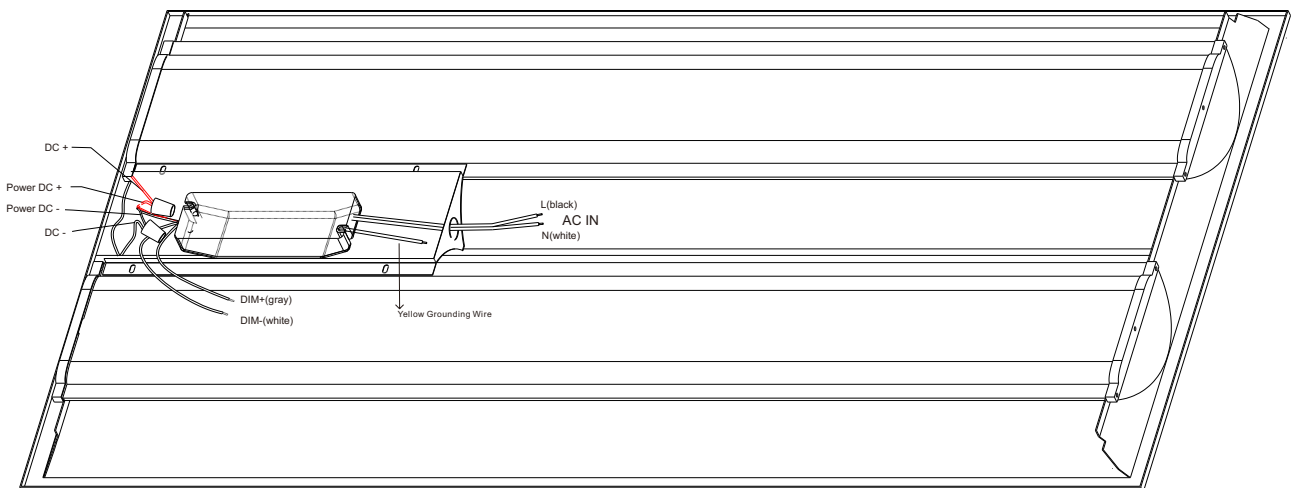 DC +
Power DC +
Power DC -
DC -
L(black)
AC IN
N(white)
DIM+(gray)
DIM-(white)
Yellow Grounding Wire